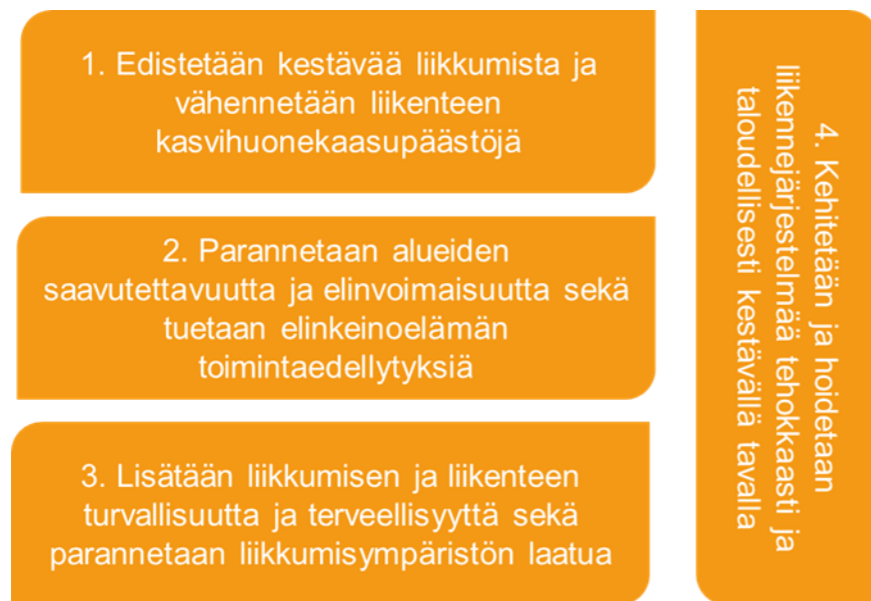 1. Edistetään kestävää liikkumista ja
vähennetään liikenteen
kasvihuonekaasupäästöjä
2. Parannetaan alueiden
saavutettavuutta ja elinvoimaisuutta sekä
tuetaan elinkeinoelämän
toimintaedellytyksiä
3. Lisätään liikkumisen ja liikenteen
turvallisuutta ja terveellisyyttä sekä
parannetaan liikkumisympäristön laatua
4. Kehitetään ja hoidetaan
liikennejärjestelmää tehokkaasti ja
taloudellisesti kestävällä tavalla